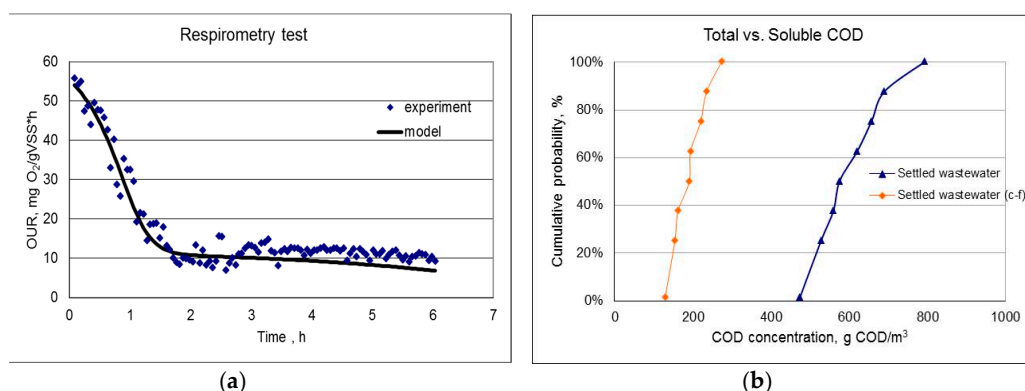 Respirometry test
OUR, mg O₂/gVSS*h
60
50
40
30
20
10
0
experiment
model
0 1 2 3 4 5 6 7
Time , h
(a)
Total vs. Soluble COD
Cumulative probability, %
100%
80%
60%
40%
20%
0%
Settled wastewater
Settled wastewater (c-f)
0 200 400 600 800 1000
COD concentration, g COD/m³
(b)